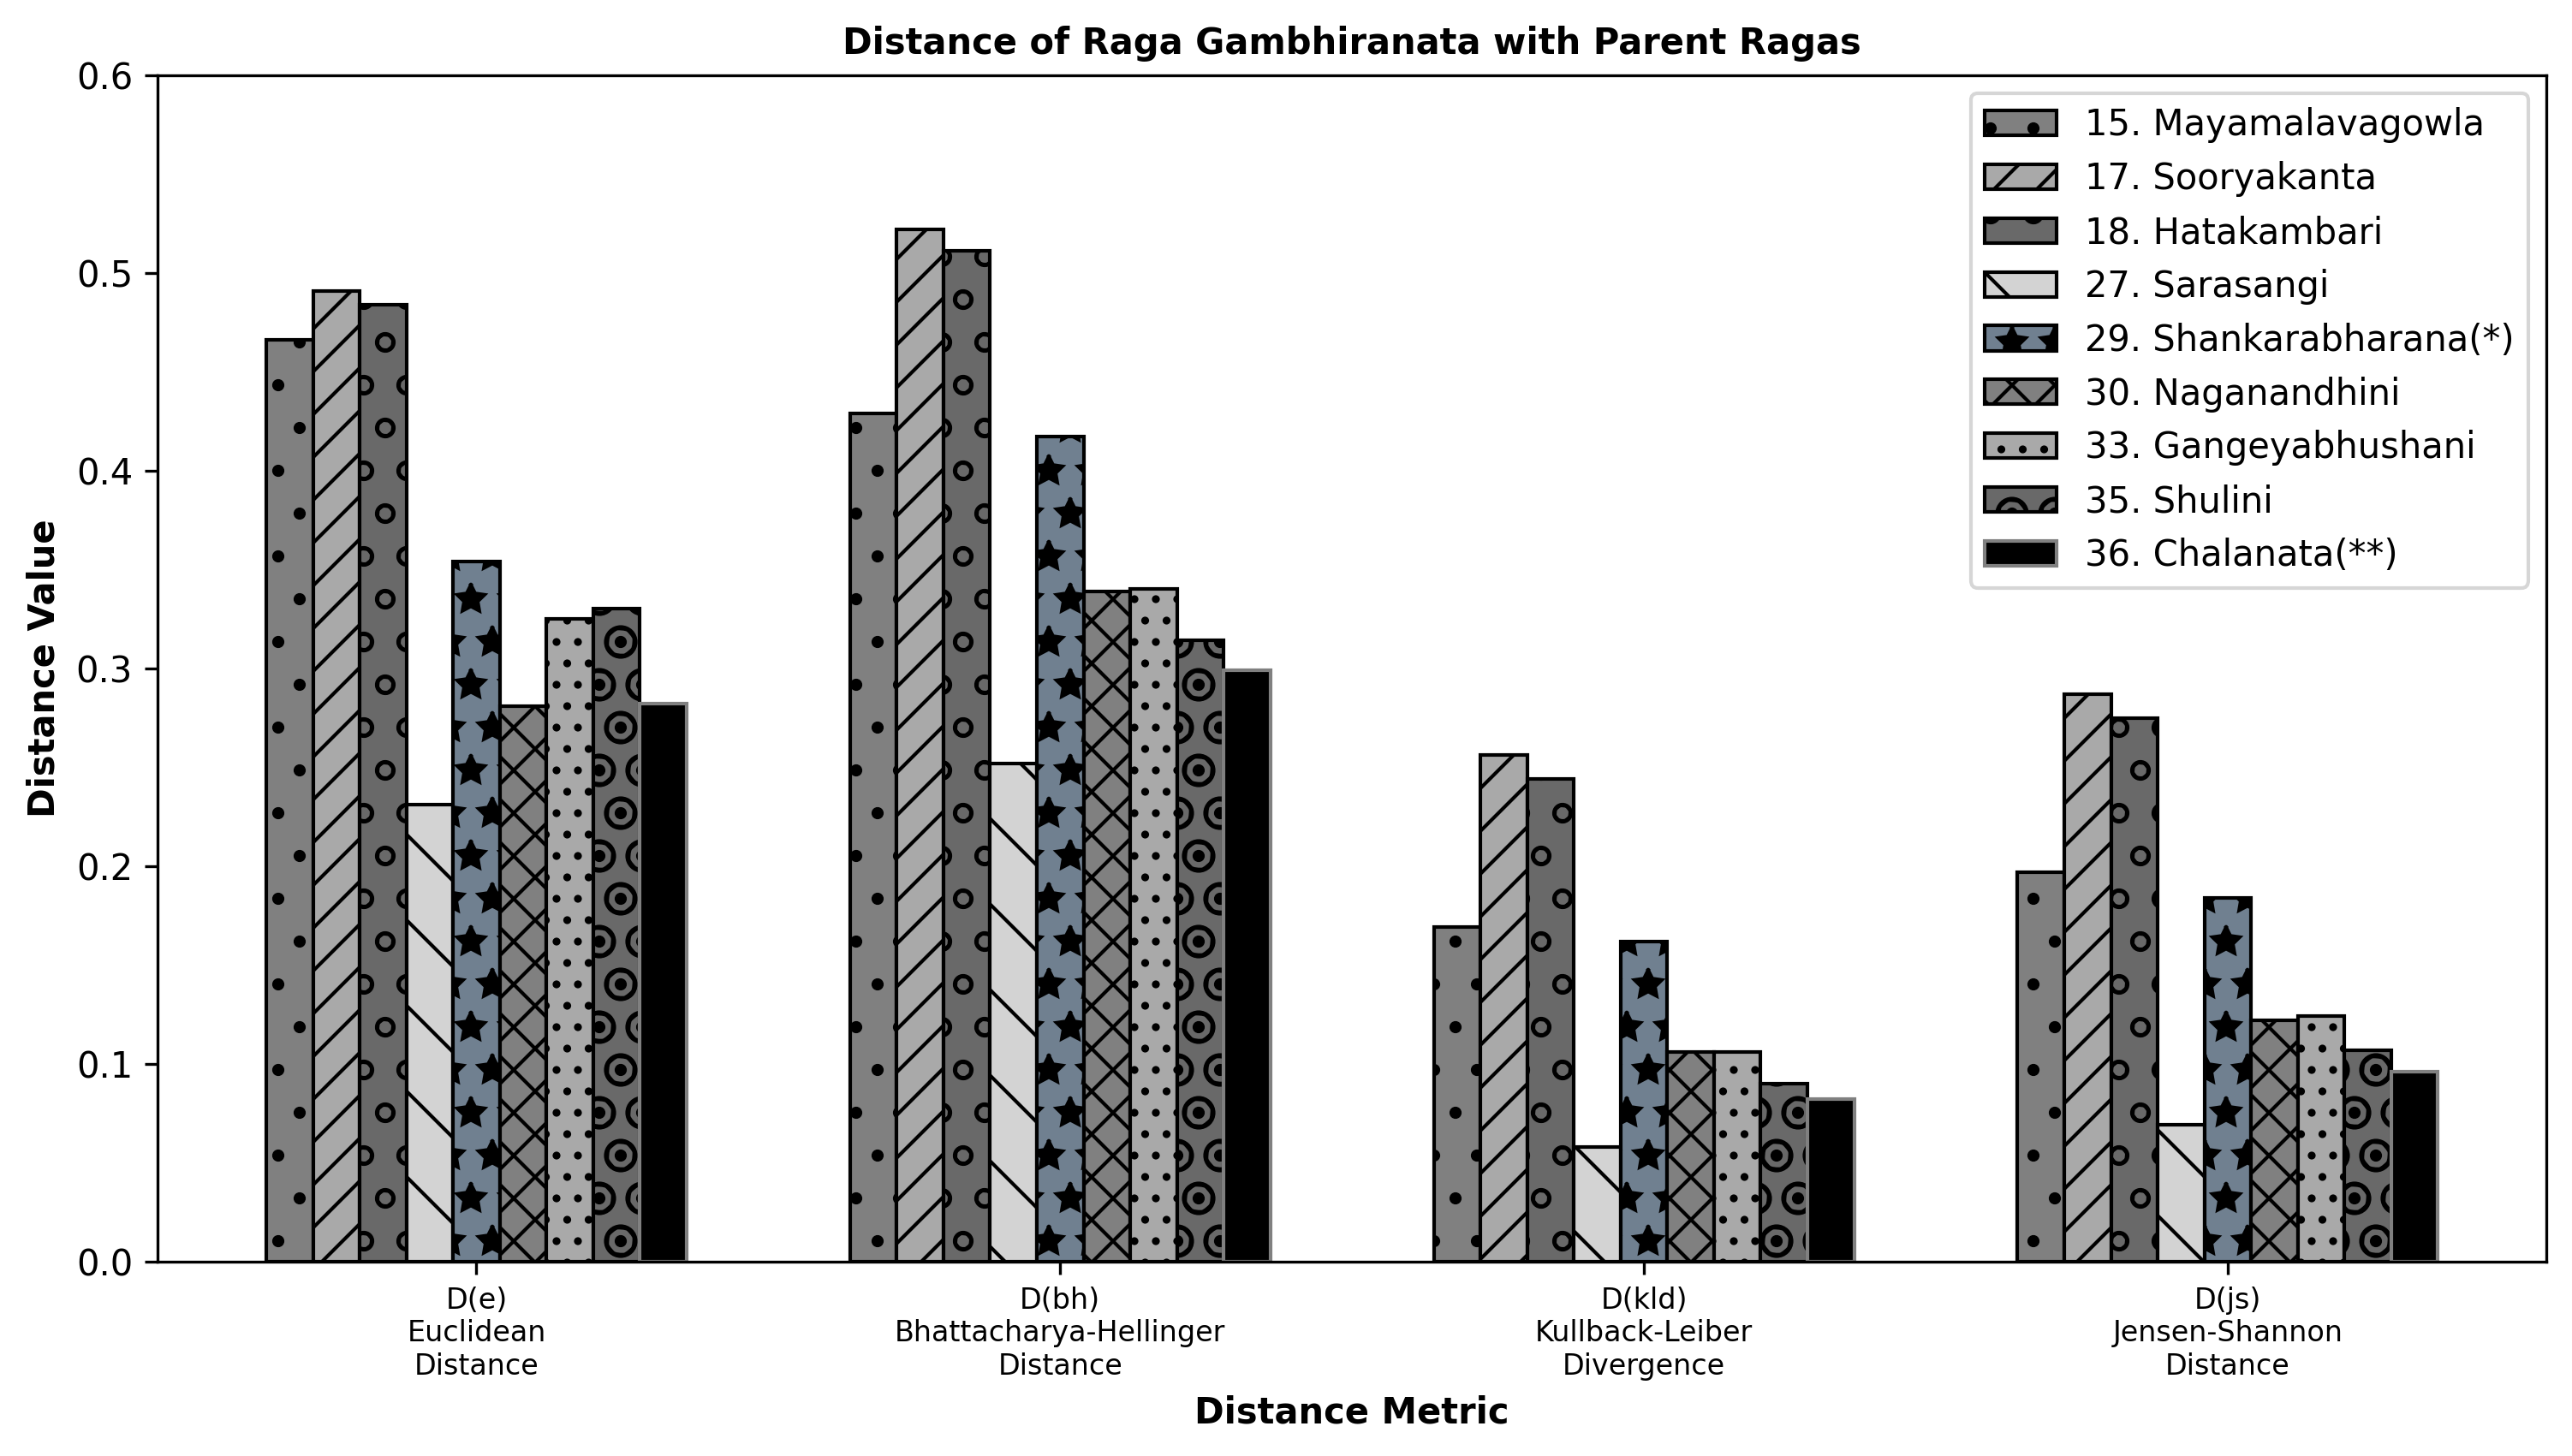 Distance of Raga Gambhiranata with Parent Ragas
0.6
0.5
0.4
0.3
0.2
0.1
0.0
Distance Value
15. Mayamalavagowla
17. Sooryakanta
18. Hatakambari
27. Sarasangi
29. Shankarabharana(*)
30. Naganandhini
33. Gangeyabhushani
35. Shulini
36. Chalanata(**)
D(e)
Euclidean
Distance
D(bh)
Bhattacharya-Hellinger
Distance
D(kld)
Kullback-Leiber
Divergence
D(js)
Jensen-Shannon
Distance
Distance Metric